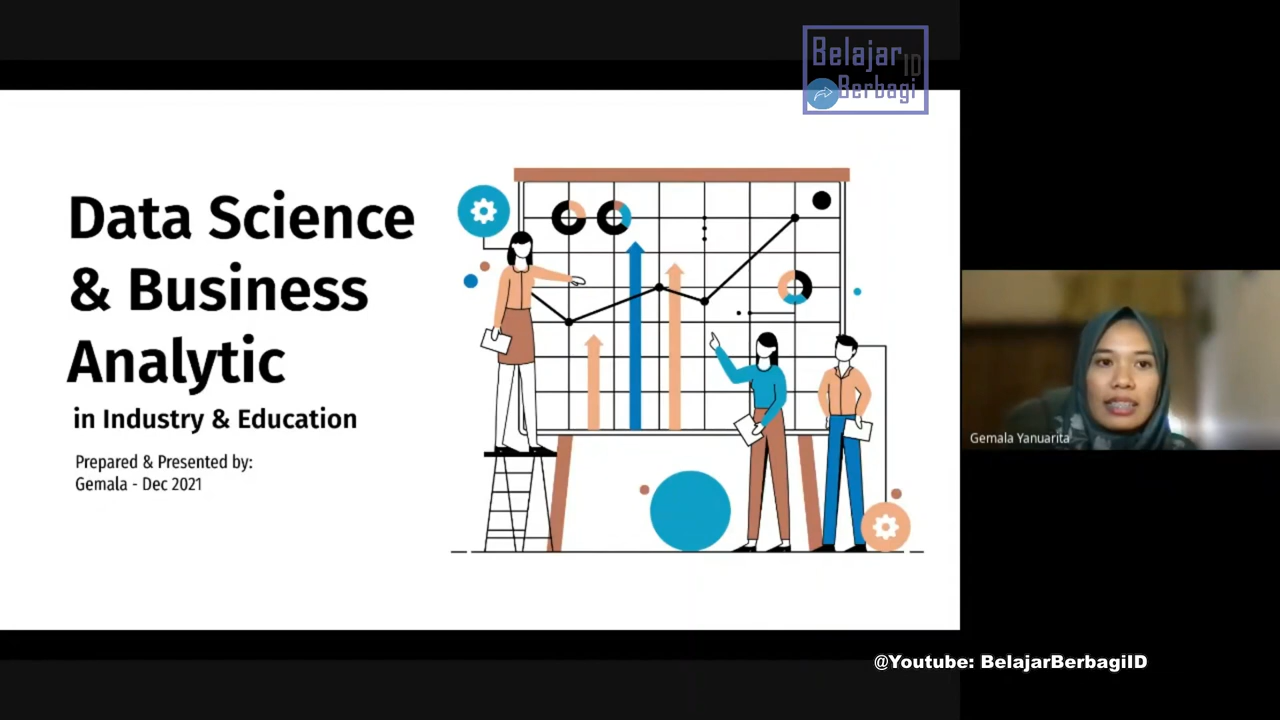 Belajar
ID
Berbagi
Data Science
& Business
Analytic
in Industry & Education
Prepared & Presented by:
Gemala - Dec 2021
Gemala Yanuarita
@Youtube: BelajarBerbagiID